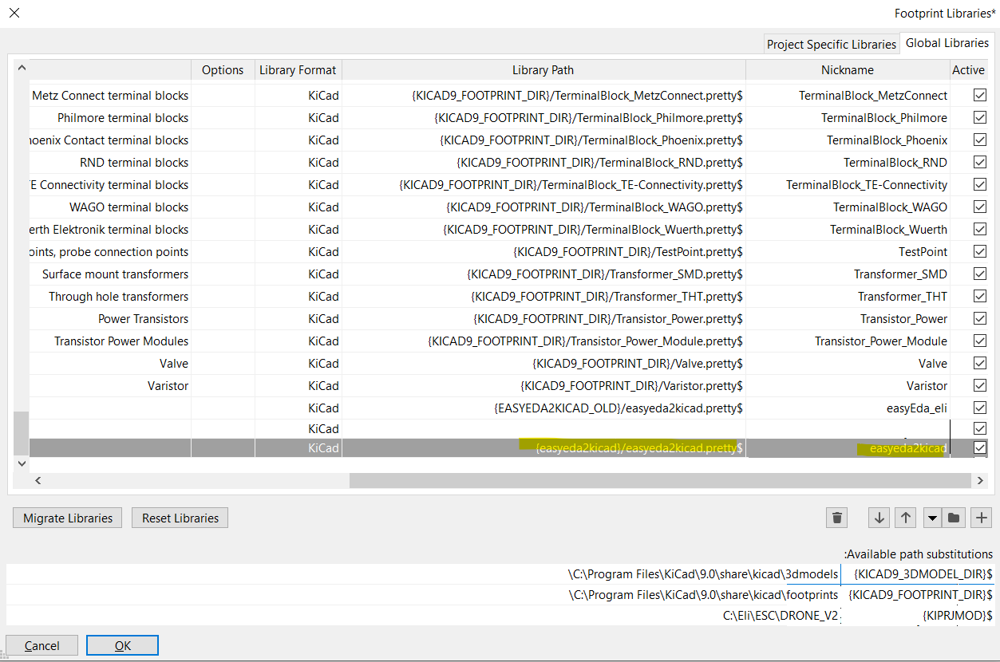 Footprint Libraries*
Project Specific Libraries Global Libraries
Options Library Format Library Path Nickname Active
Metz Connect terminal blocks KiCad {KICAD9_FOOTPRINT_DIR}/TerminalBlock_MetzConnect.pretty$ TerminalBlock_MetzConnect
Philmore terminal blocks KiCad {KICAD9_FOOTPRINT_DIR}/TerminalBlock_Philmore.pretty$ TerminalBlock_Philmore
hoenix Contact terminal blocks KiCad {KICAD9_FOOTPRINT_DIR}/TerminalBlock_Phoenix.pretty$ TerminalBlock_Phoenix
RND terminal blocks KiCad {KICAD9_FOOTPRINT_DIR}/TerminalBlock_RND.pretty$ TerminalBlock_RND
TE Connectivity terminal blocks KiCad {KICAD9_FOOTPRINT_DIR}/TerminalBlock_TE-Connectivity.pretty$ TerminalBlock_TE-Connectivity
WAGO terminal blocks KiCad {KICAD9_FOOTPRINT_DIR}/TerminalBlock_WAGO.pretty$ TerminalBlock_WAGO
erth Elektronik terminal blocks KiCad {KICAD9_FOOTPRINT_DIR}/TerminalBlock_Wuerth.pretty$ TerminalBlock_Wuerth
oints, probe connection points KiCad {KICAD9_FOOTPRINT_DIR}/TestPoint.pretty$ TestPoint
Surface mount transformers KiCad {KICAD9_FOOTPRINT_DIR}/Transformer_SMD.pretty$ Transformer_SMD
Through hole transformers KiCad {KICAD9_FOOTPRINT_DIR}/Transformer_THT.pretty$ Transformer_THT
Power Transistors KiCad {KICAD9_FOOTPRINT_DIR}/Transistor_Power.pretty$ Transistor_Power
Transistor Power Modules KiCad {KICAD9_FOOTPRINT_DIR}/Transistor_Power_Module.pretty$ Transistor_Power_Module
Valve KiCad {KICAD9_FOOTPRINT_DIR}/Valve.pretty$ Valve
Varistor KiCad {KICAD9_FOOTPRINT_DIR}/Varistor.pretty$ Varistor
KiCad {EASYEDA2KICAD_OLD}/easyeda2kicad.pretty$ easyEda_eli
KiCad
KiCad {easyeda2kicad}/easyeda2kicad.pretty$ easyeda2kicad
Migrate Libraries Reset Libraries
:Available path substitutions
\C:\Program Files\KiCad\9.0\share\kicad\3dmodels {KICAD9_3DMODEL_DIR}$
\C:\Program Files\KiCad\9.0\share\kicad\footprints {KICAD9_FOOTPRINT_DIR}$
C:\Eli\ESC\DRONE_V2 {KIPRJMOD}$
Cancel OK